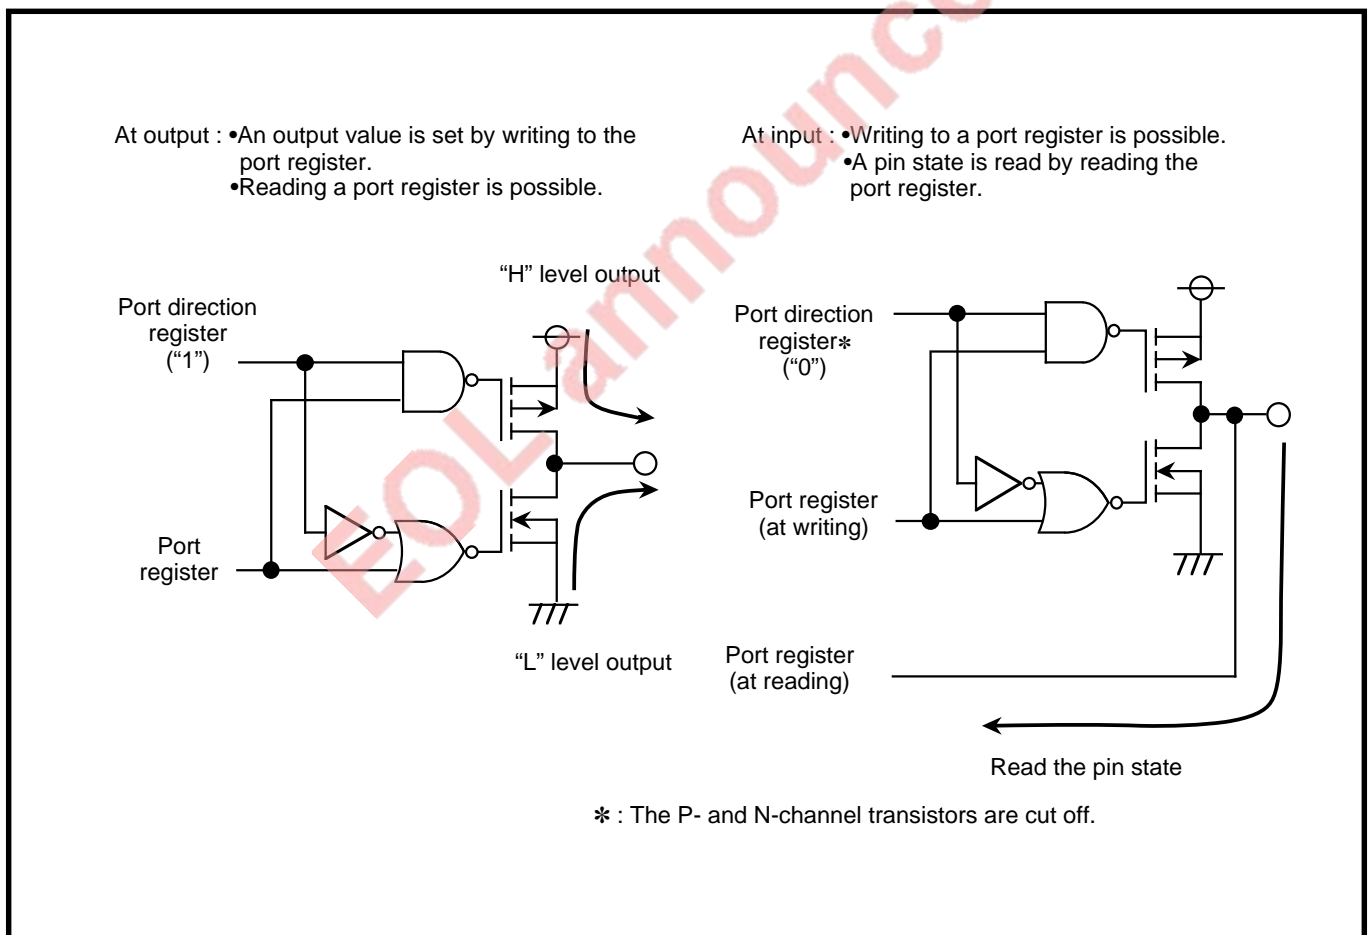 At output : •An output value is set by writing to the
port register.
•Reading a port register is possible.
At input : •Writing to a port register is possible.
•A pin state is read by reading the
port register.
“H” level output
Port direction
register
(“1”)
Port
register
“L” level output
Port direction
register✽
(“0”)
Port register
(at writing)
Port register
(at reading)
Read the pin state
✽ : The P- and N-channel transistors are cut off.
EOL announce